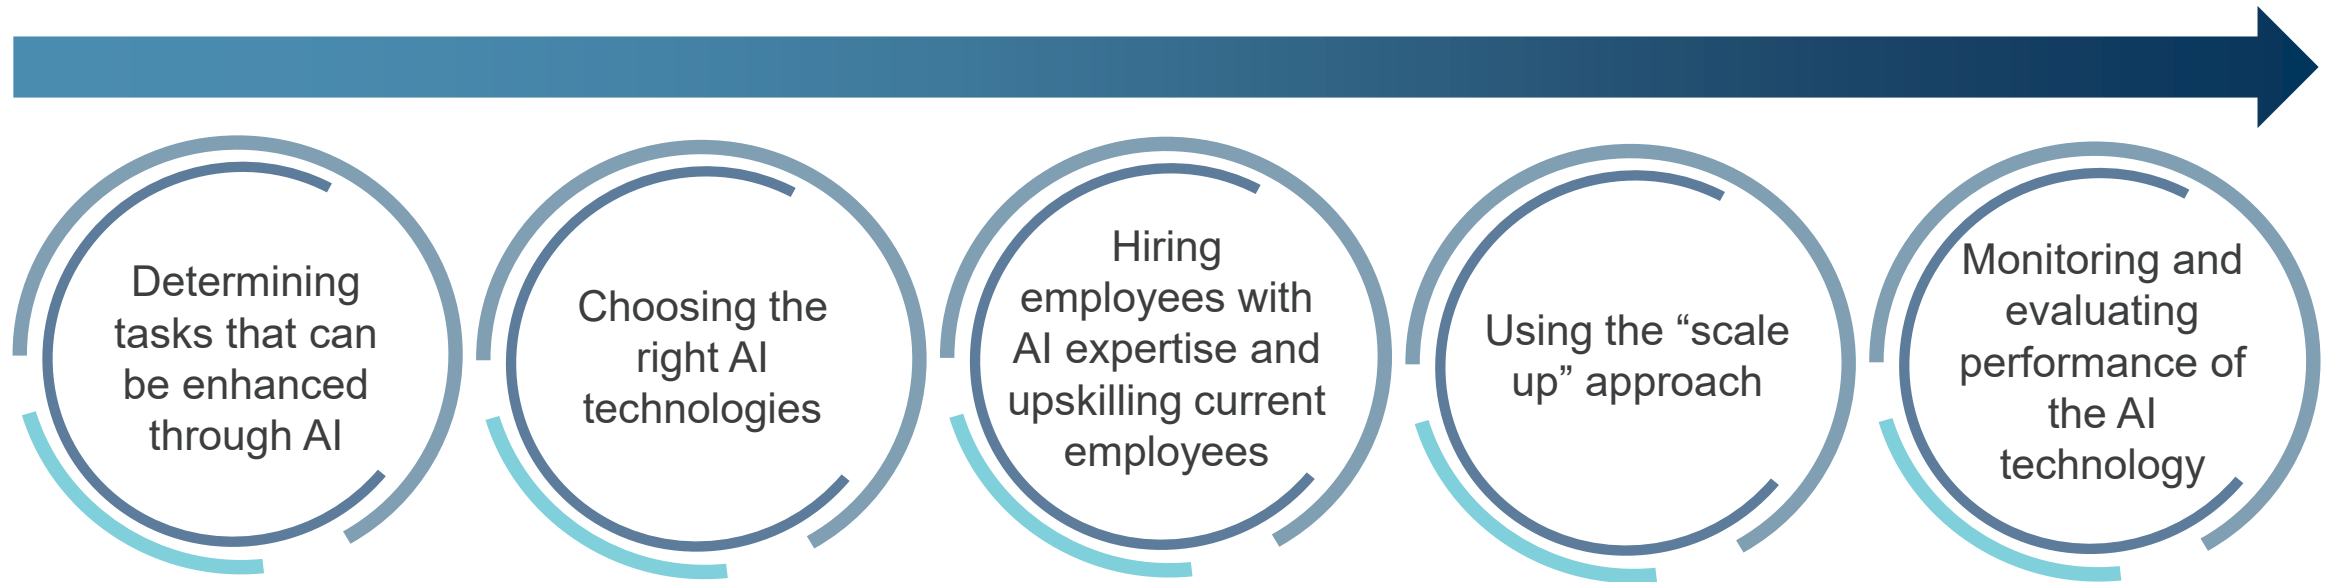 Determining
tasks that can
be enhanced
through AI
Choosing the
right AI
technologies
Hiring
employees with
AI expertise and
upskilling current
employees
Using the “scale
up” approach
Monitoring and
evaluating
performance of
the AI
technology